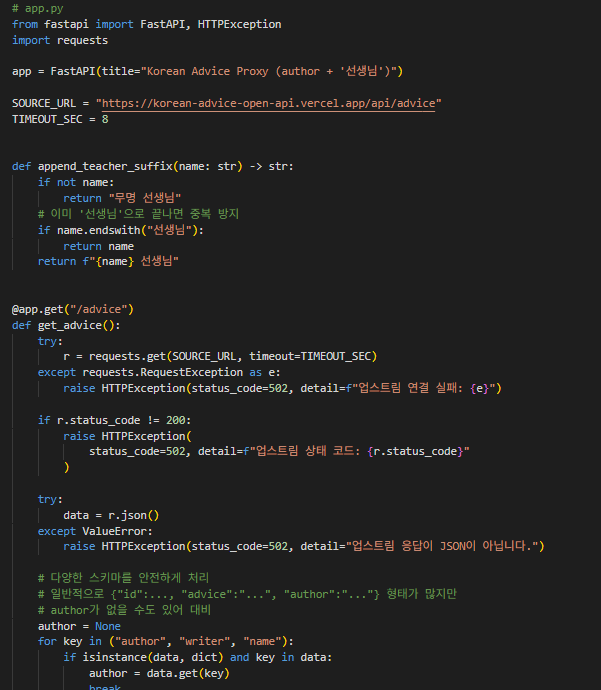 # app.py
from fastapi import FastAPI, HTTPException
import requests
app = FastAPI(title="Korean Advice Proxy (author + '선생님')")
SOURCE_URL = "https://korean-advice-open-api.vercel.app/api/advice"
TIMEOUT_SEC = 8
def append_teacher_suffix(name: str) -> str:
if not name:
return "무명 선생님"
# 이미 '선생님'으로 끝나면 중복 방지
if name.endswith("선생님"):
return name
return f"{name} 선생님"
@app.get("/advice")
def get_advice():
try:
r = requests.get(SOURCE_URL, timeout=TIMEOUT_SEC)
except requests.RequestException as e:
raise HTTPException(status_code=502, detail=f"업스트림 연결 실패: {e}")
if r.status_code != 200:
raise HTTPException(
status_code=502, detail=f"업스트림 상태 코드: {r.status_code}"
)
try:
data = r.json()
except ValueError:
raise HTTPException(status_code=502, detail="업스트림 응답이 JSON이 아닙니다.")
# 다양한 스키마를 안전하게 처리
# 일반적으로 {"id":..., "advice":"...", "author":"..."} 형태가 많지만
# author가 없을 수도 있어 대비
author = None
for key in ("author", "writer", "name"):
if isinstance(data, dict) and key in data:
author = data.get(key)
break